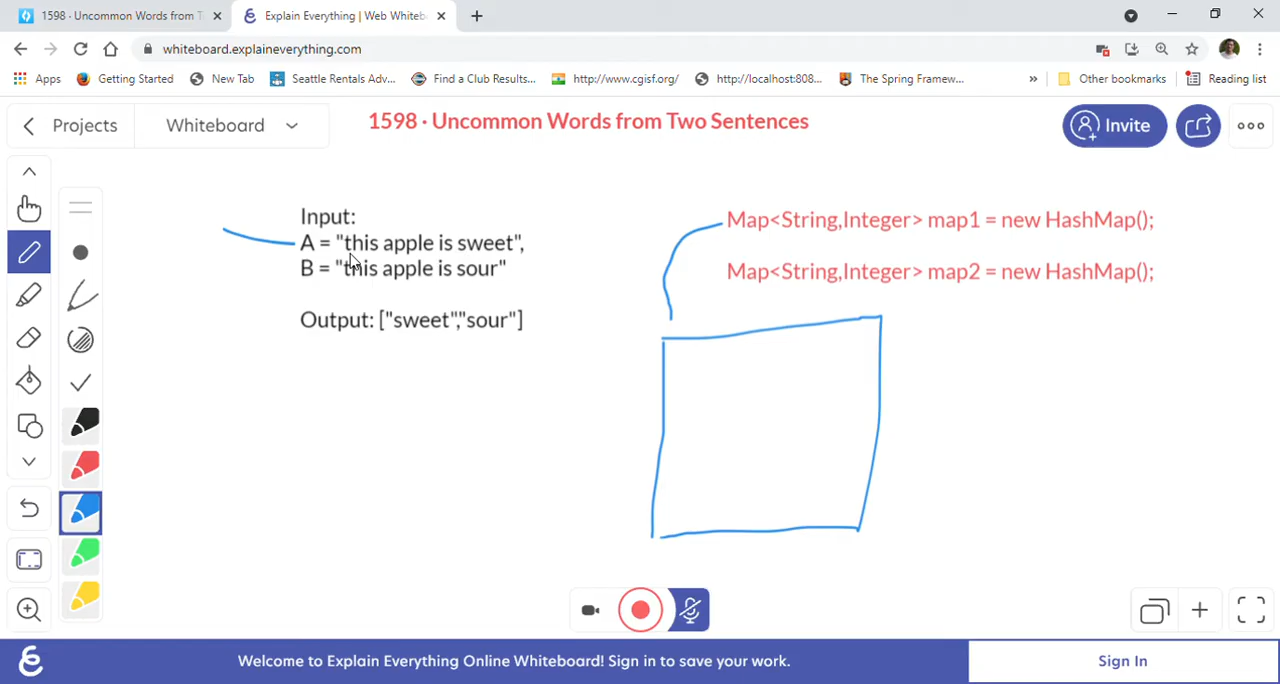 1598 · Uncommon Words from T
Explain Everything | Web Whitebo
whiteboard.explaineverything.com
Apps Getting Started New Tab Seattle Rentals Adv... Find a Club Results... http://www.cgisf.org/ http://localhost:808... The Spring Framew... » Other bookmarks Reading list
Projects Whiteboard 1598 · Uncommon Words from Two Sentences Invite
Input:
A = "this apple is sweet",
B = "this apple is sour"
Output: ["sweet","sour"]
Map<String,Integer> map1 = new HashMap();
Map<String,Integer> map2 = new HashMap();
Welcome to Explain Everything Online Whiteboard! Sign in to save your work. Sign In